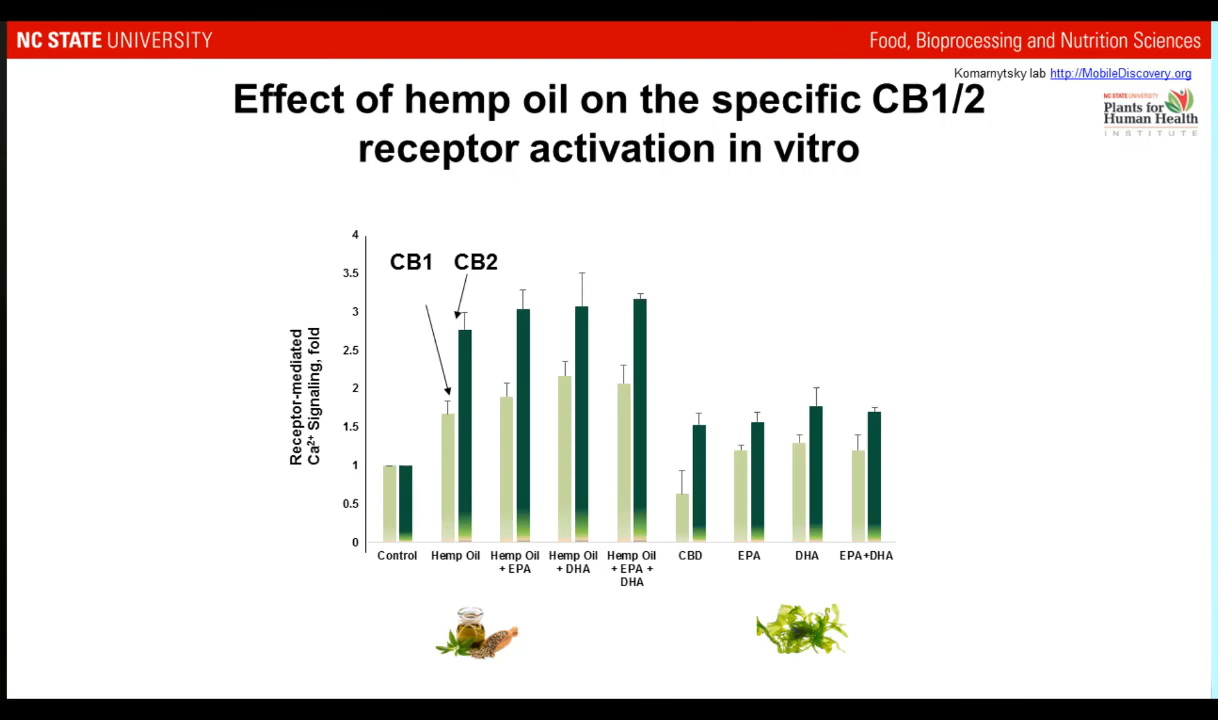 NC STATE UNIVERSITY
Food, Bioprocessing and Nutrition Sciences
Komarnytsky lab http://MobileDiscovery.org
Effect of hemp oil on the specific CB1/2
receptor activation in vitro
NC STATE UNIVERSITY
Plants for
Human Health
INSTITUTE
CB1 CB2
Receptor-mediated
Ca²⁺ Signaling, fold
4
3.5
3
2.5
2
1.5
1
0.5
0
Control
Hemp Oil
Hemp Oil
+ EPA
Hemp Oil
+ DHA
Hemp Oil
+ EPA +
DHA
CBD
EPA
DHA
EPA+DHA